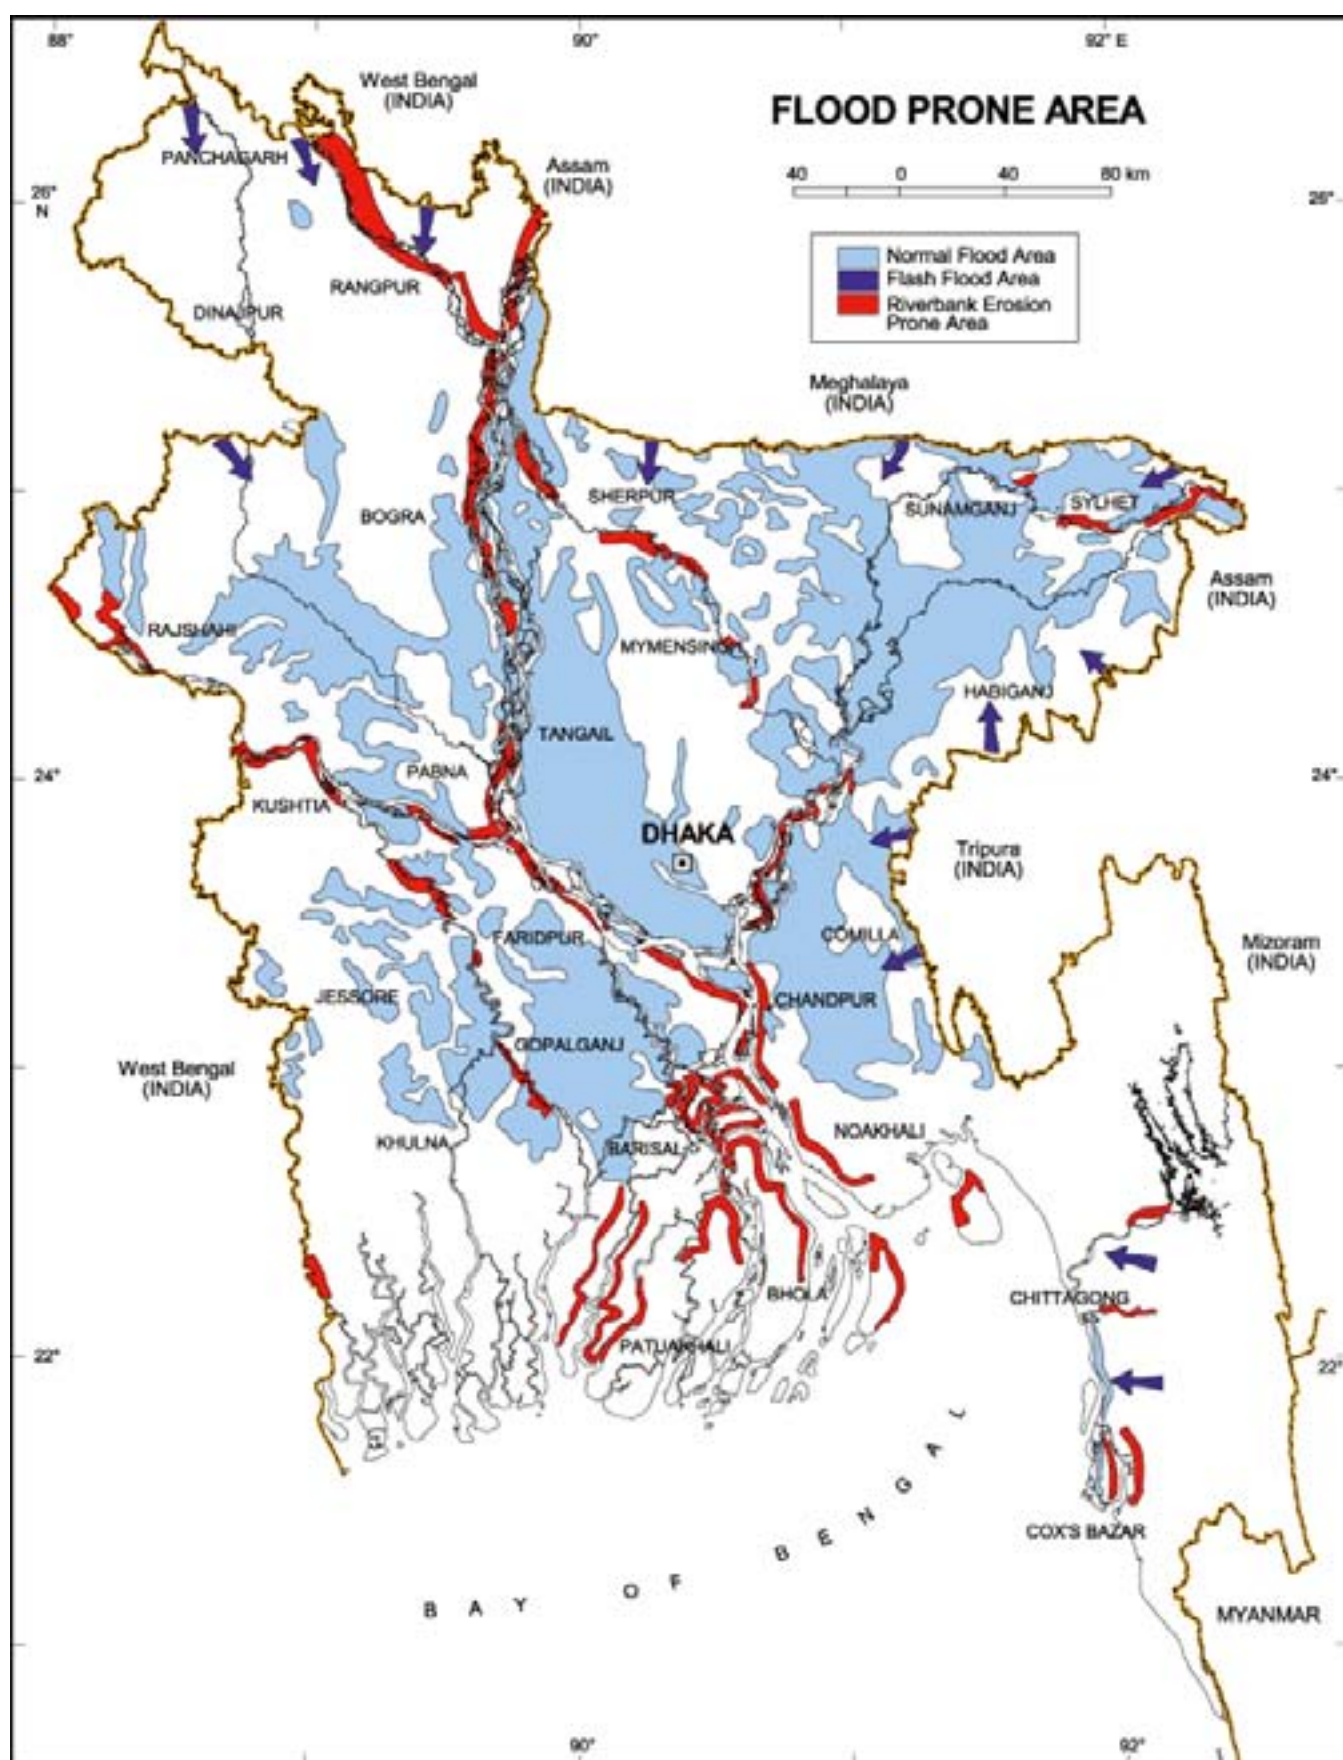 88°
90°
92° E
West Bengal
(INDIA)
FLOOD PRONE AREA
PANCHAGARH
Assam
(INDIA)
40 0 40 80 km
26°
N
26°
Normal Flood Area
Flash Flood Area
Riverbank Erosion
Prone Area
RANGPUR
DINAJPUR
Meghalaya
(INDIA)
SHERPUR
SUNAMGANJ
SYLHET
BOGRA
Assam
(INDIA)
RAJSHAHI
MYMENSINGH
HABIGANJ
TANGAIL
24°
PABNA
24°
KUSHTIA
DHAKA
Tripura
(INDIA)
FARIDPUR
COMILLA
Mizoram
(INDIA)
JESSORE
CHANDPUR
GOPALGANJ
West Bengal
(INDIA)
KHULNA
BARISAL
NOAKHALI
BHOLA
CHITTAGONG
PATUAKHALI
22°
22°
COX'S BAZAR
BAY OF BENGAL
MYANMAR
90°
92°